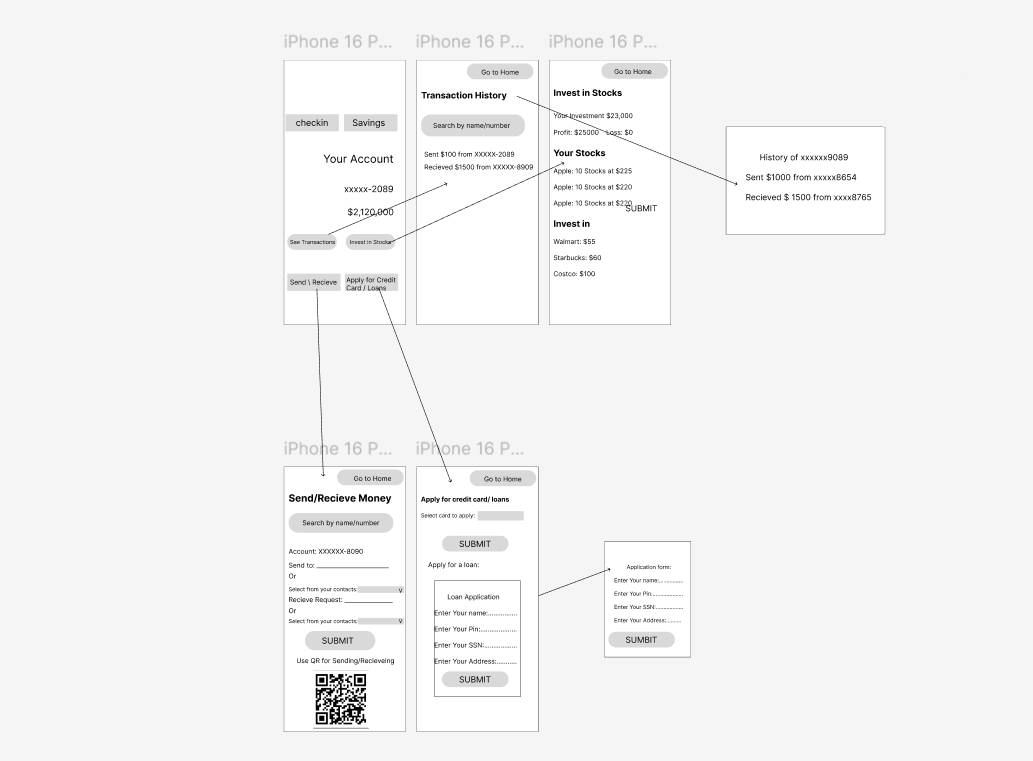 iPhone 16 P...
iPhone 16 P...
iPhone 16 P...
checkin
Savings
Your Account
xxxxx-2089
$2,120,000
See Transactions
Invest in Stocks
Send \ Recieve
Apply for Credit
Card / Loans
Go to Home
Transaction History
Search by name/number
Sent $100 from XXXXX-2089
Recieved $1500 from XXXXX-8909
Go to Home
Invest in Stocks
Your Investment $23,000
Profit: $25000 Loss: $0
Your Stocks
Apple: 10 Stocks at $225
Apple: 10 Stocks at $220
Apple: 10 Stocks at $220
SUBMIT
Invest in
Walmart: $55
Starbucks: $60
Costco: $100
History of xxxxxx9089
Sent $1000 from xxxxx8654
Recieved $ 1500 from xxxx8765
iPhone 16 P...
iPhone 16 P...
Go to Home
Send/Recieve Money
Search by name/number
Account: XXXXXX-8090
Send to: ____________
Or
Select from your contacts: V
Recieve Request: ________
Or
Select from your contacts: V
SUBMIT
Use QR for Sending/Recieveing
Go to Home
Apply for credit card/ loans
Select card to apply:
SUBMIT
Apply for a loan:
Loan Application
Enter Your name:...............
Enter Your Pin:..................
Enter Your SSN:.................
Enter Your Address:..........
SUBMIT
Application form:
Enter Your name:...............
Enter Your Pin:..................
Enter Your SSN:.................
Enter Your Address:.........
SUMBIT